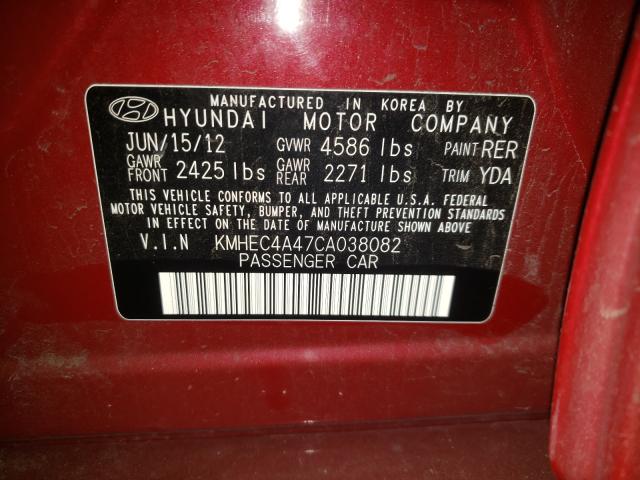 MANUFACTURED IN KOREA BY
HYUNDAI MOTOR COMPANY
JUN/15/12 GVWR 4586 lbs PAINT:RER
GAWR FRONT 2425 lbs GAWR REAR 2271 lbs TRIM YDA
THIS VEHICLE CONFORMS TO ALL APPLICABLE U.S.A. FEDERAL
MOTOR VEHICLE SAFETY, BUMPER, AND THEFT PREVENTION STANDARDS
IN EFFECT ON THE DATE OF MANUFACTURE SHOWN ABOVE
V.I.N KMHEC4A47CA038082
PASSENGER CAR